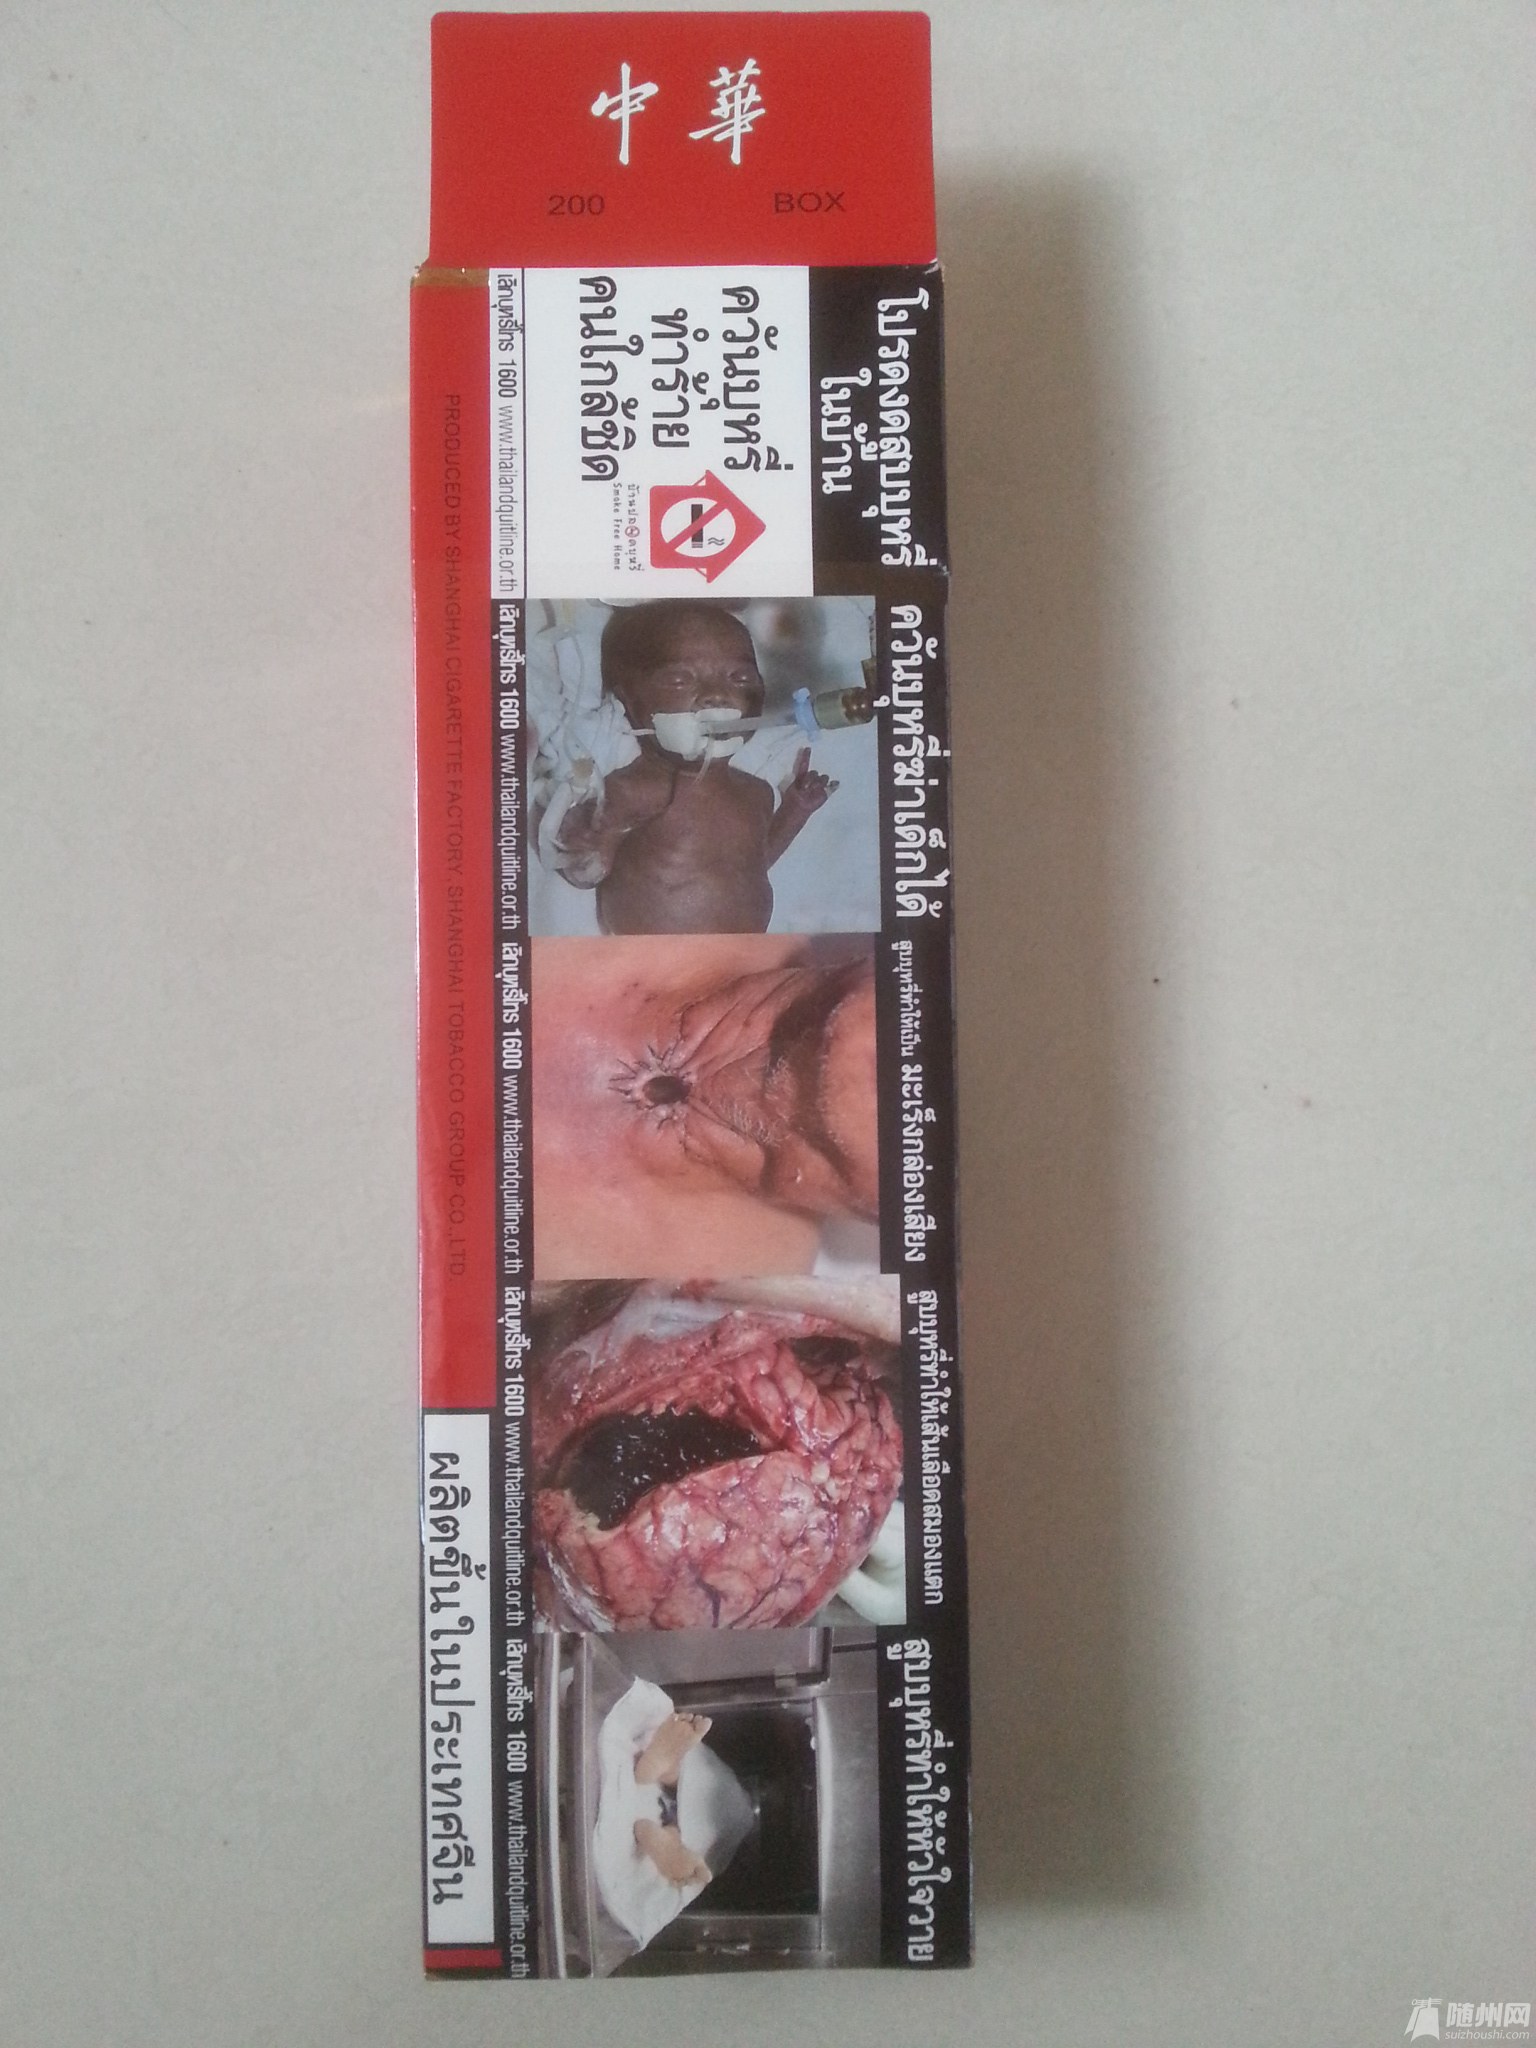 中華
200 BOX
โปรดงดสูบบุหรี่
ในบ้าน
ควันบุหรี่
ทำร้าย
คนใกล้ชิด
บ้านปลอดบุหรี่
Smoke Free Home
เลิกบุหรี่โทร 1600 www.thailandquitline.or.th
ควันบุหรี่ฆ่าเด็กได้
เลิกบุหรี่โทร 1600 www.thailandquitline.or.th
สูบบุหรี่ทำให้เป็น มะเร็งกล่องเสียง
เลิกบุหรี่โทร 1600 www.thailandquitline.or.th
สูบบุหรี่ทำให้เส้นเลือดสมองแตก
เลิกบุหรี่โทร 1600 www.thailandquitline.or.th
สูบบุหรี่ทำให้หัวใจวาย
เลิกบุหรี่โทร 1600 www.thailandquitline.or.th
PRODUCED BY SHANGHAI CIGARETTE FACTORY, SHANGHAI TOBACCO GROUP CO., LTD.
ผลิตขึ้นในประเทศจีน
随州网
suizhoushi.com